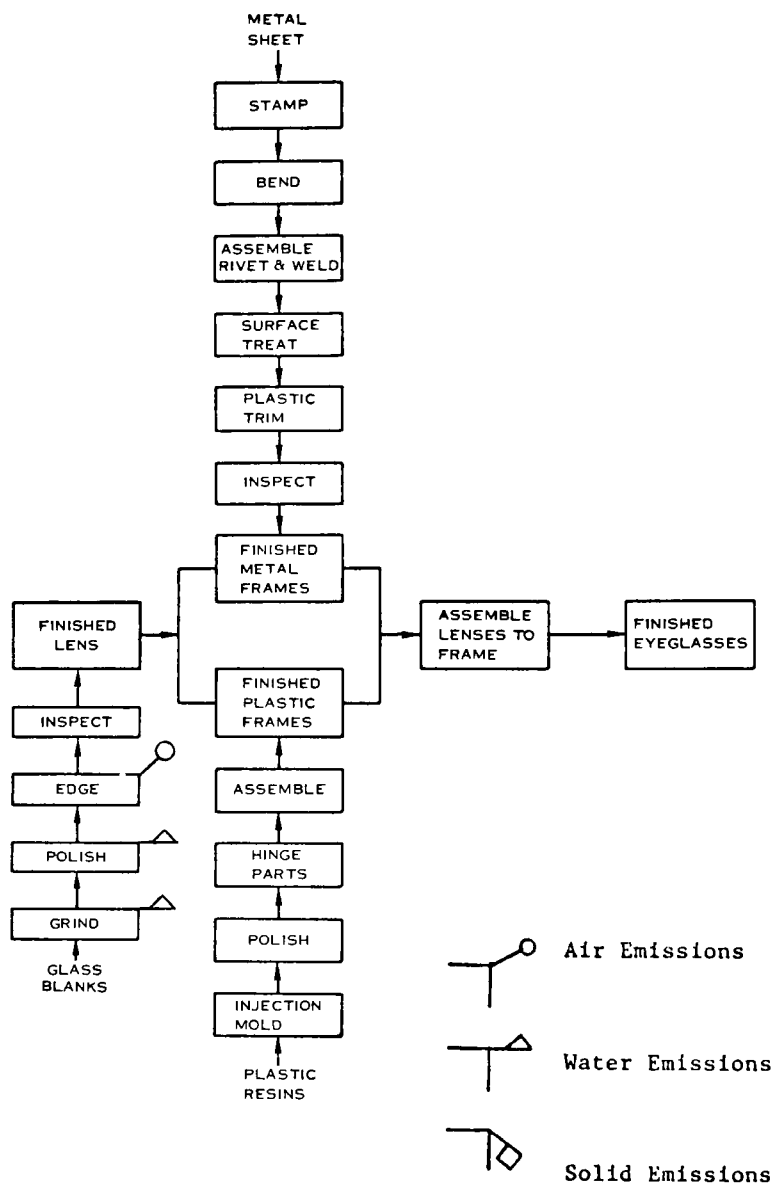 METAL
SHEET
STAMP
BEND
ASSEMBLE
RIVET & WELD
SURFACE
TREAT
PLASTIC
TRIM
INSPECT
FINISHED
METAL
FRAMES
FINISHED
LENS
ASSEMBLE
LENSES TO
FRAME
FINISHED
EYEGLASSES
FINISHED
PLASTIC
FRAMES
INSPECT
EDGE
POLISH
GRIND
GLASS
BLANKS
ASSEMBLE
HINGE
PARTS
POLISH
INJECTION
MOLD
PLASTIC
RESINS
Air Emissions
Water Emissions
Solid Emissions